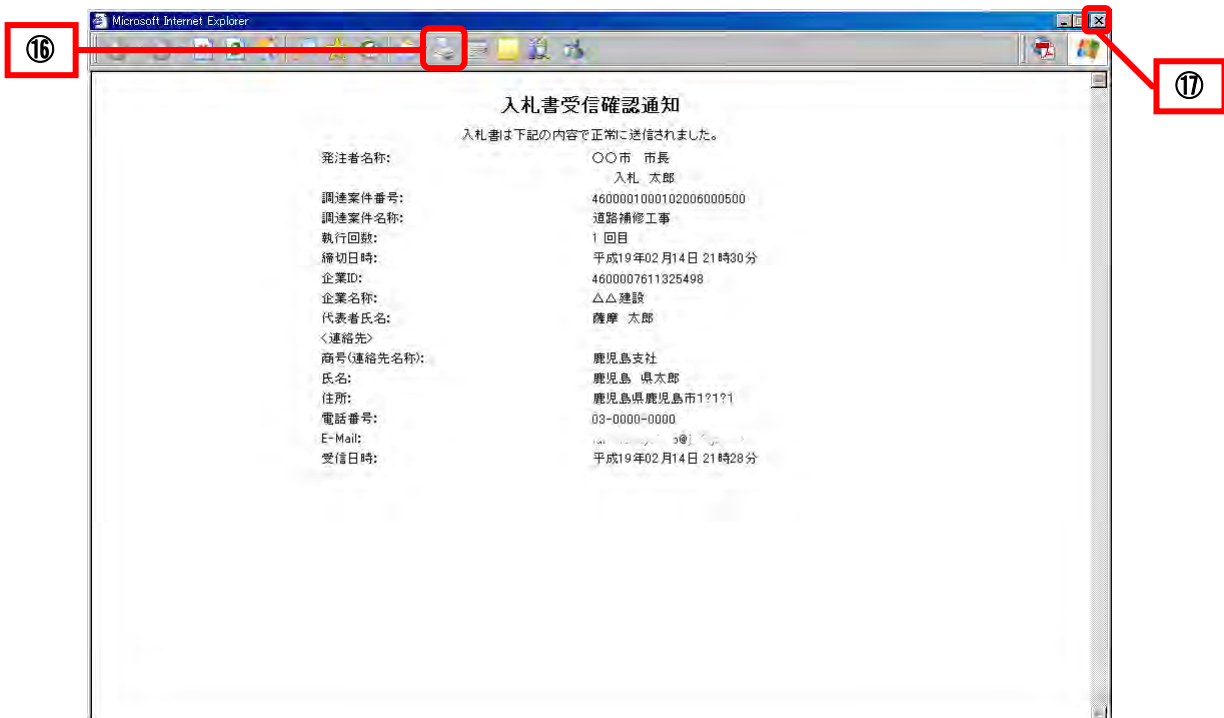 Microsoft Internet Explorer
⑯
⑰
入札書受信確認通知
入札書は下記の内容で正常に送信されました。
発注者名称: 〇〇市 市長
入札 太郎
調達案件番号: 4600001000102006000500
調達案件名称: 道路補修工事
執行回数: 1 回目
締切日時: 平成19年02月14日 21時30分
企業ID: 4600007611325498
企業名称: △△建設
代表者氏名: 薩摩 太郎
<連絡先>
商号(連絡先名称): 鹿児島支社
氏名: 鹿児島 県太郎
住所: 鹿児島県鹿児島市1?1?1
電話番号: 03-0000-0000
E-Mail:
受信日時: 平成19年02月14日 21時28分